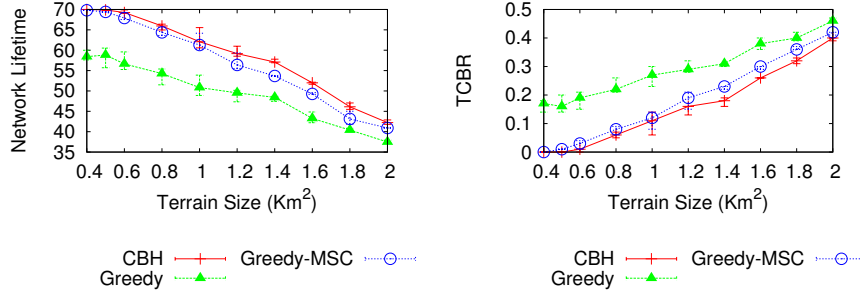 Network Lifetime
70
65
60
55
50
45
40
35
0.4 0.6 0.8 1 1.2 1.4 1.6 1.8 2
Terrain Size (Km²)
CBH
Greedy-MSC
Greedy
TCBR
0.5
0.4
0.3
0.2
0.1
0
0.4 0.6 0.8 1 1.2 1.4 1.6 1.8 2
Terrain Size (Km²)
CBH
Greedy-MSC
Greedy